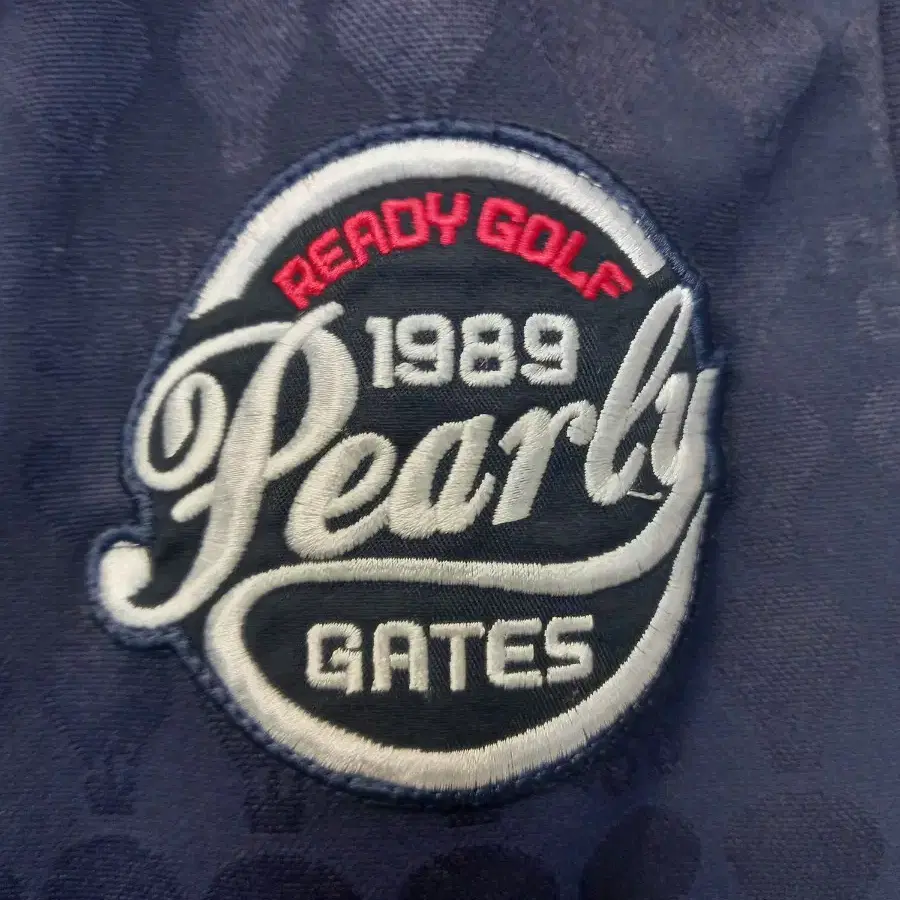 READY GOLF
1989
Pearly
GATES